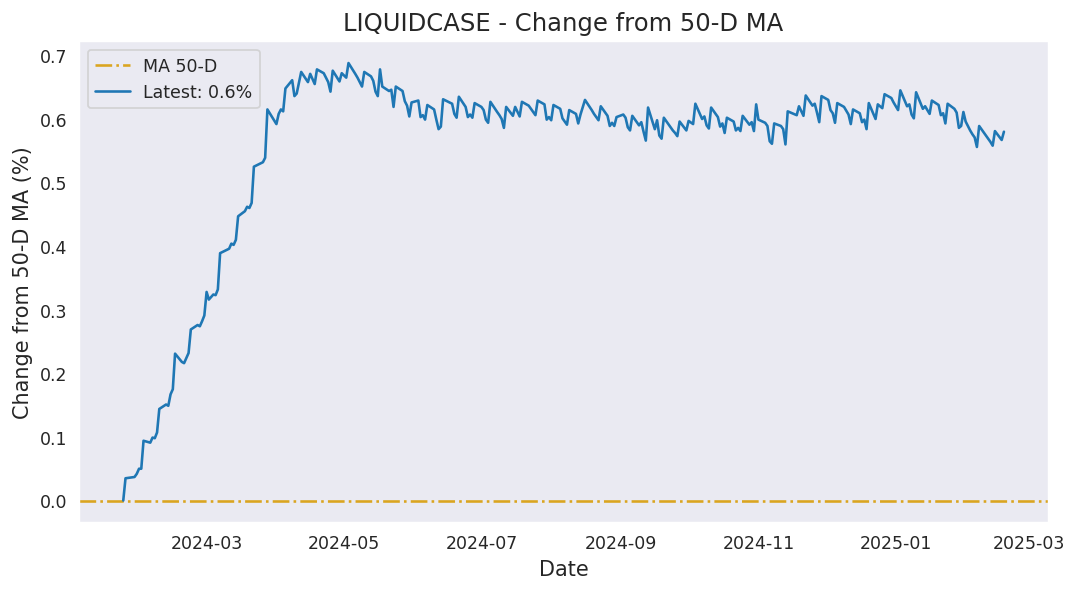 LIQUIDCASE - Change from 50-D MA
MA 50-D
Latest: 0.6%
Change from 50-D MA (%)
0.7
0.6
0.5
0.4
0.3
0.2
0.1
0.0
2024-03 2024-05 2024-07 2024-09 2024-11 2025-01 2025-03
Date